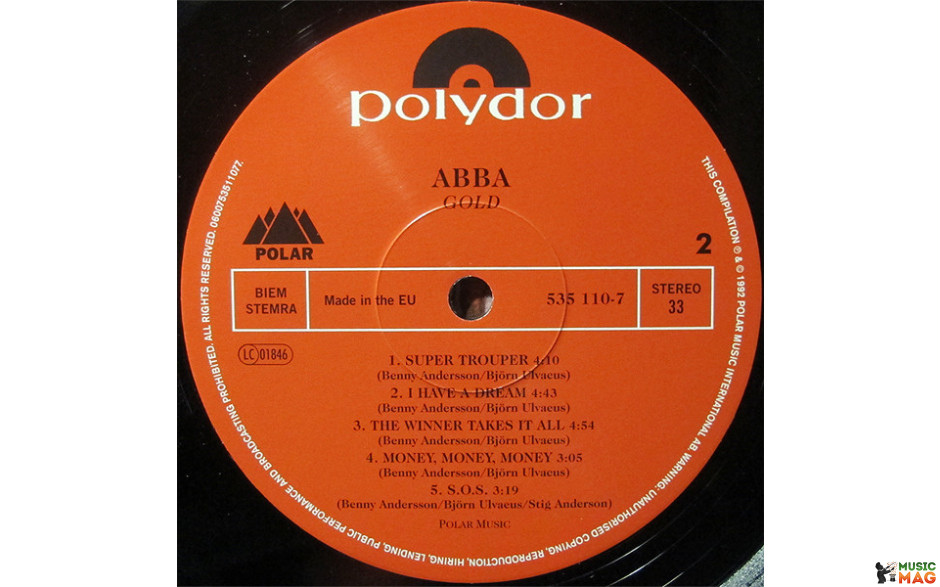 polydor
ABBA
GOLD
POLAR
2
BIEM
STEMRA
Made in the EU
535 110-7
STEREO
33
LC 01846
1. SUPER TROUPER 4:10
(Benny Andersson/Björn Ulvaeus)
2. I HAVE A DREAM 4:43
(Benny Andersson/Björn Ulvaeus)
3. THE WINNER TAKES IT ALL 4:54
(Benny Andersson/Björn Ulvaeus)
4. MONEY, MONEY, MONEY 3:05
(Benny Andersson/Björn Ulvaeus)
5. S.O.S. 3:19
(Benny Andersson/Björn Ulvaeus/Stig Anderson)
POLAR MUSIC
THIS COMPILATION ℗ & © 1992 POLAR MUSIC INTERNATIONAL AB. WARNING: UNAUTHORISED COPYING, REPRODUCTION, HIRING, LENDING, PUBLIC PERFORMANCE AND BROADCASTING PROHIBITED. ALL RIGHTS RESERVED. 0600753511077.
MUSIC
MAG